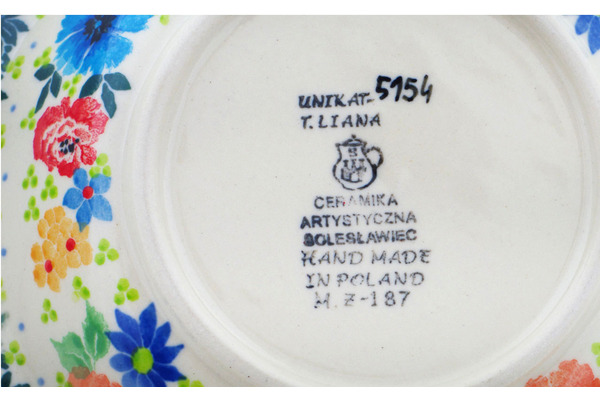 UNIKAT-5154
T. LIANA
CERAMIKA
ARTYSTYCZNA
BOLESŁAWIEC
HAND MADE
IN POLAND
M. Z-187